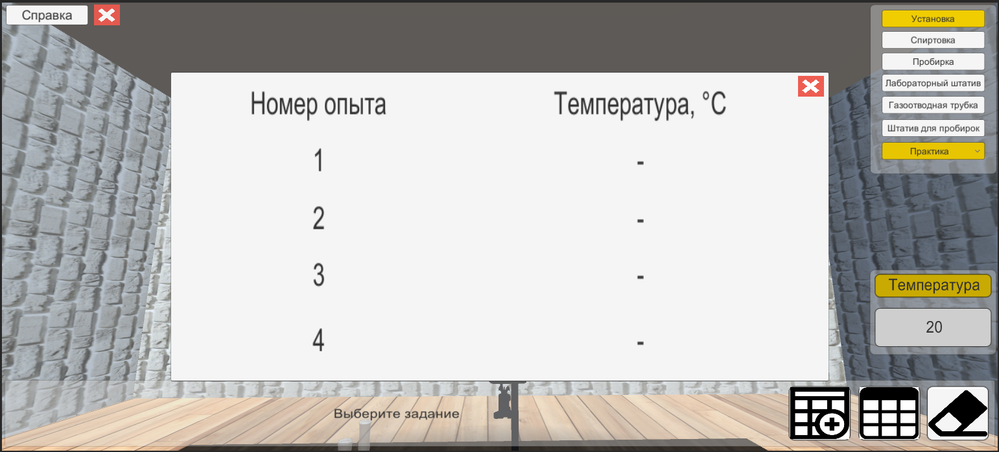 Справка
Установка
Спиртовка
Пробирка
Лабораторный штатив
Газоотводная трубка
Штатив для пробирок
Практика
Номер опыта Температура, °C
1 -
2 -
3 -
4 -
Температура
20
Выберите задание